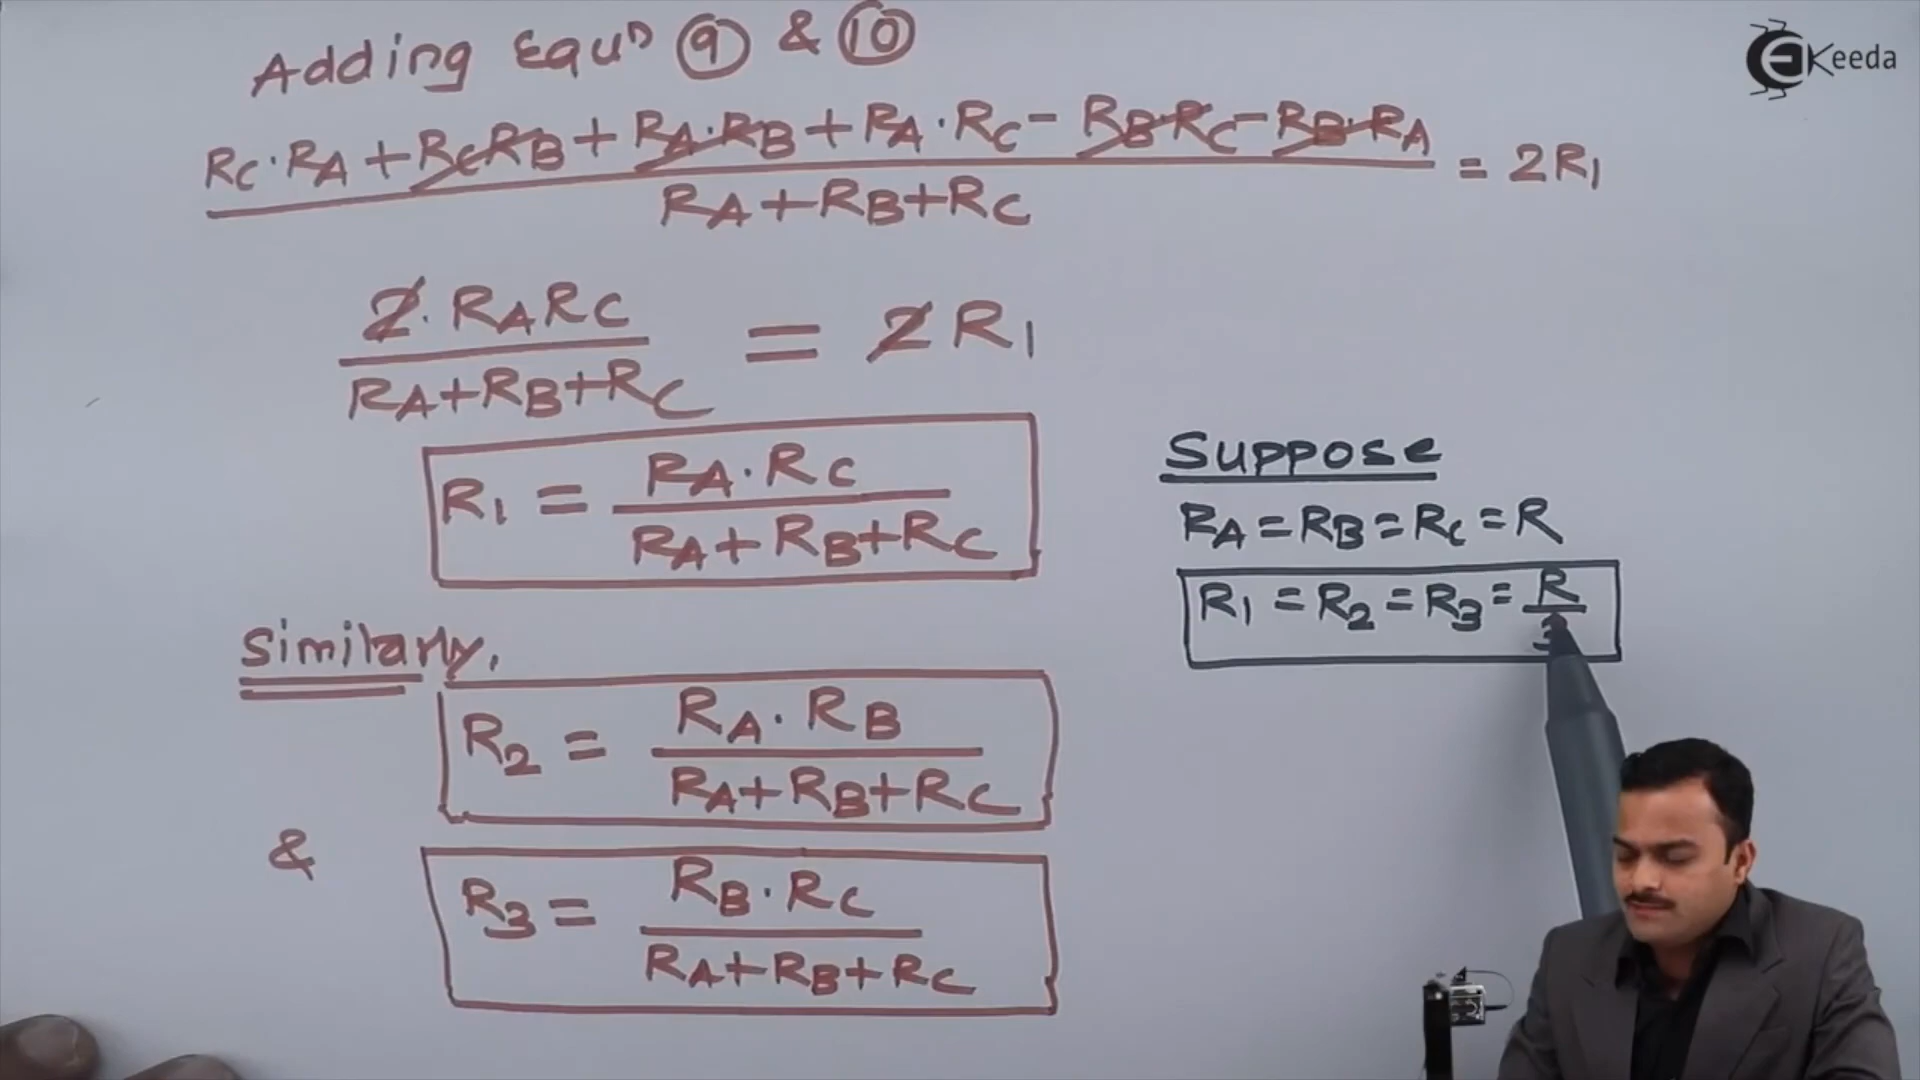 Adding Equⁿ ⑨ & ⑩
EKeeda
RC·RA + RCRB + RA·RB + RA·RC - RB·RC - RB·RA / RA+RB+RC = 2R1
2·RARC / RA+RB+RC = 2R1
R1 = RA·RC / RA+RB+RC
Similarly,
R2 = RA·RB / RA+RB+RC
&
R3 = RB·RC / RA+RB+RC
Suppose
RA=RB=RC=R
R1=R2=R3=R/3